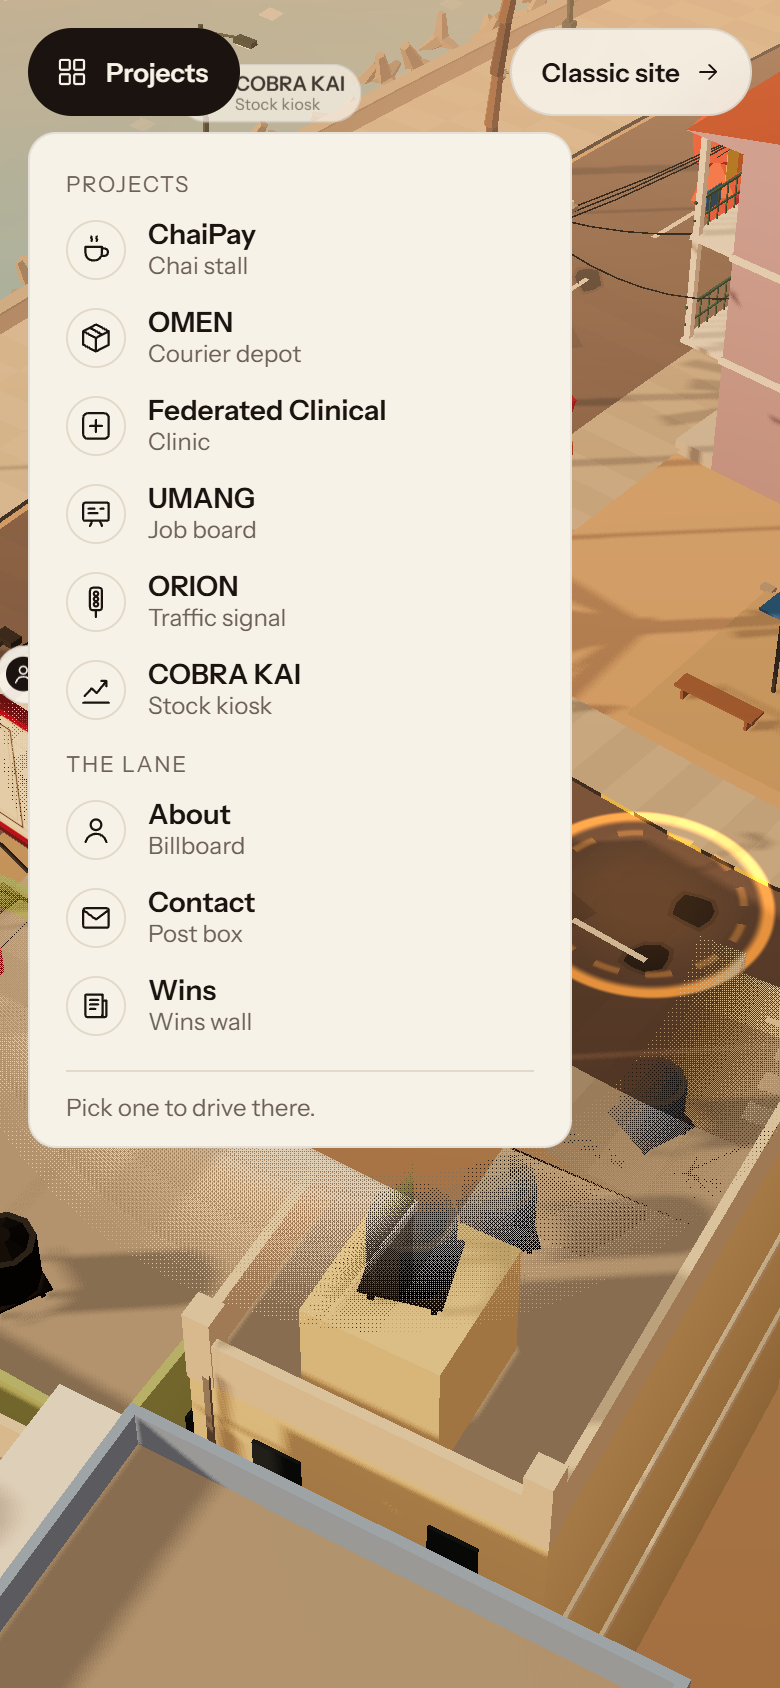 Projects
COBRA KAI
Stock kiosk
Classic site
PROJECTS
ChaiPay
Chai stall
OMEN
Courier depot
Federated Clinical
Clinic
UMANG
Job board
ORION
Traffic signal
COBRA KAI
Stock kiosk
THE LANE
About
Billboard
Contact
Post box
Wins
Wins wall
Pick one to drive there.